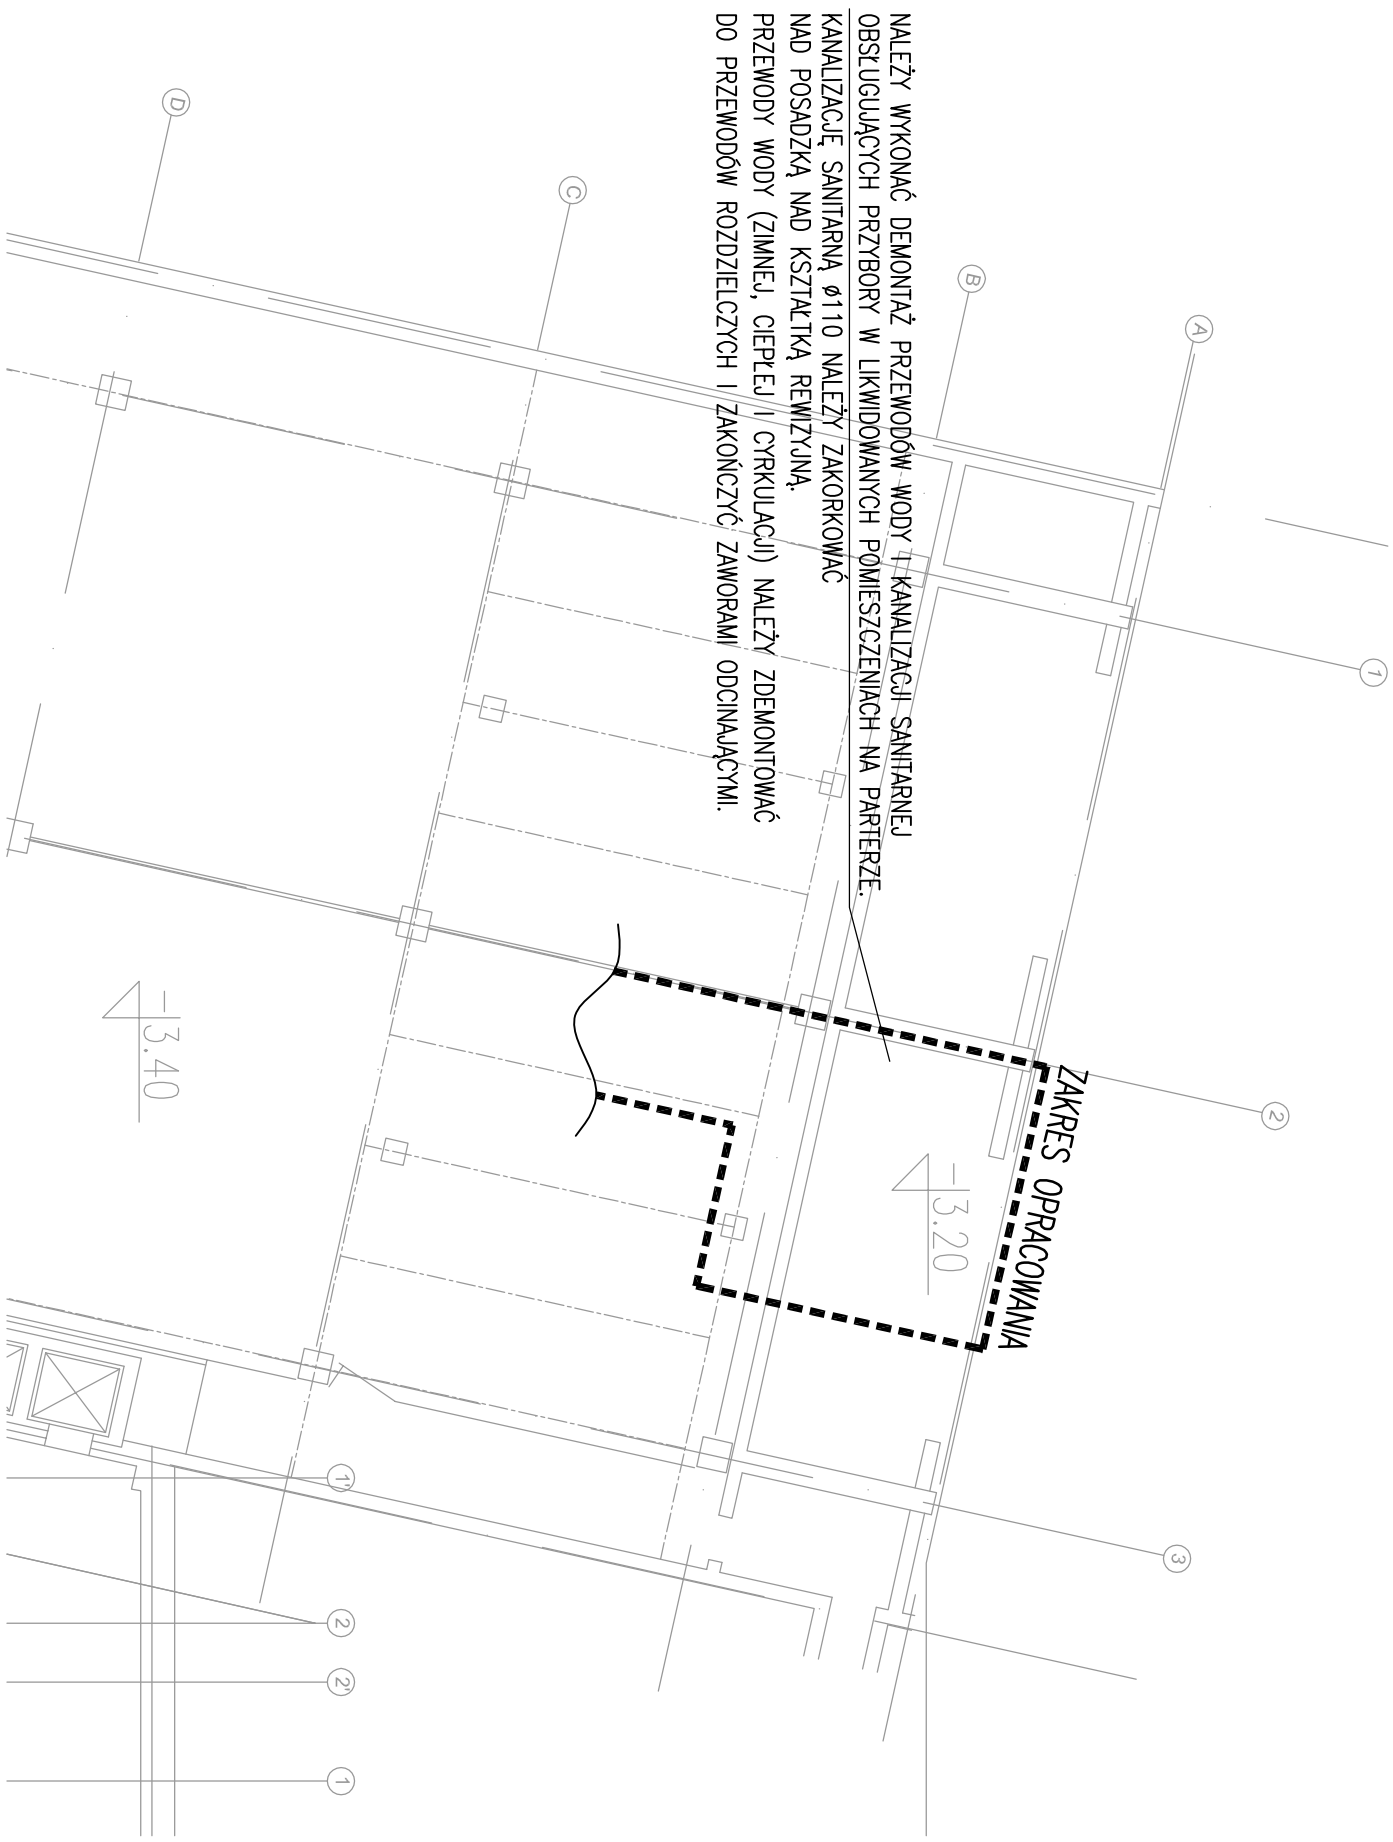 NALEŻY WYKONAĆ DEMONTAŻ PRZEWODÓW WODY I KANALIZACJI SANITARNEJ
OBSŁUGUJĄCYCH PRZYBORY W LIKWIDOWANYCH POMIESZCZENIACH NA PARTERZE.
KANALIZACJĘ SANITARNĄ ø110 NALEŻY ZAKORKOWAĆ
NAD POSADZKĄ NAD KSZTAŁTKĄ REWIZYJNĄ.
PRZEWODY WODY (ZIMNEJ, CIEPŁEJ I CYRKULACJI) NALEŻY ZDEMONTOWAĆ
DO PRZEWODÓW ROZDZIELCZYCH I ZAKOŃCZYĆ ZAWORAMI ODCINAJĄCYMI.
ZAKRES OPRACOWANIA
A
B
C
D
1
2
3
-3.20
-3.40
1'
2
2'
1